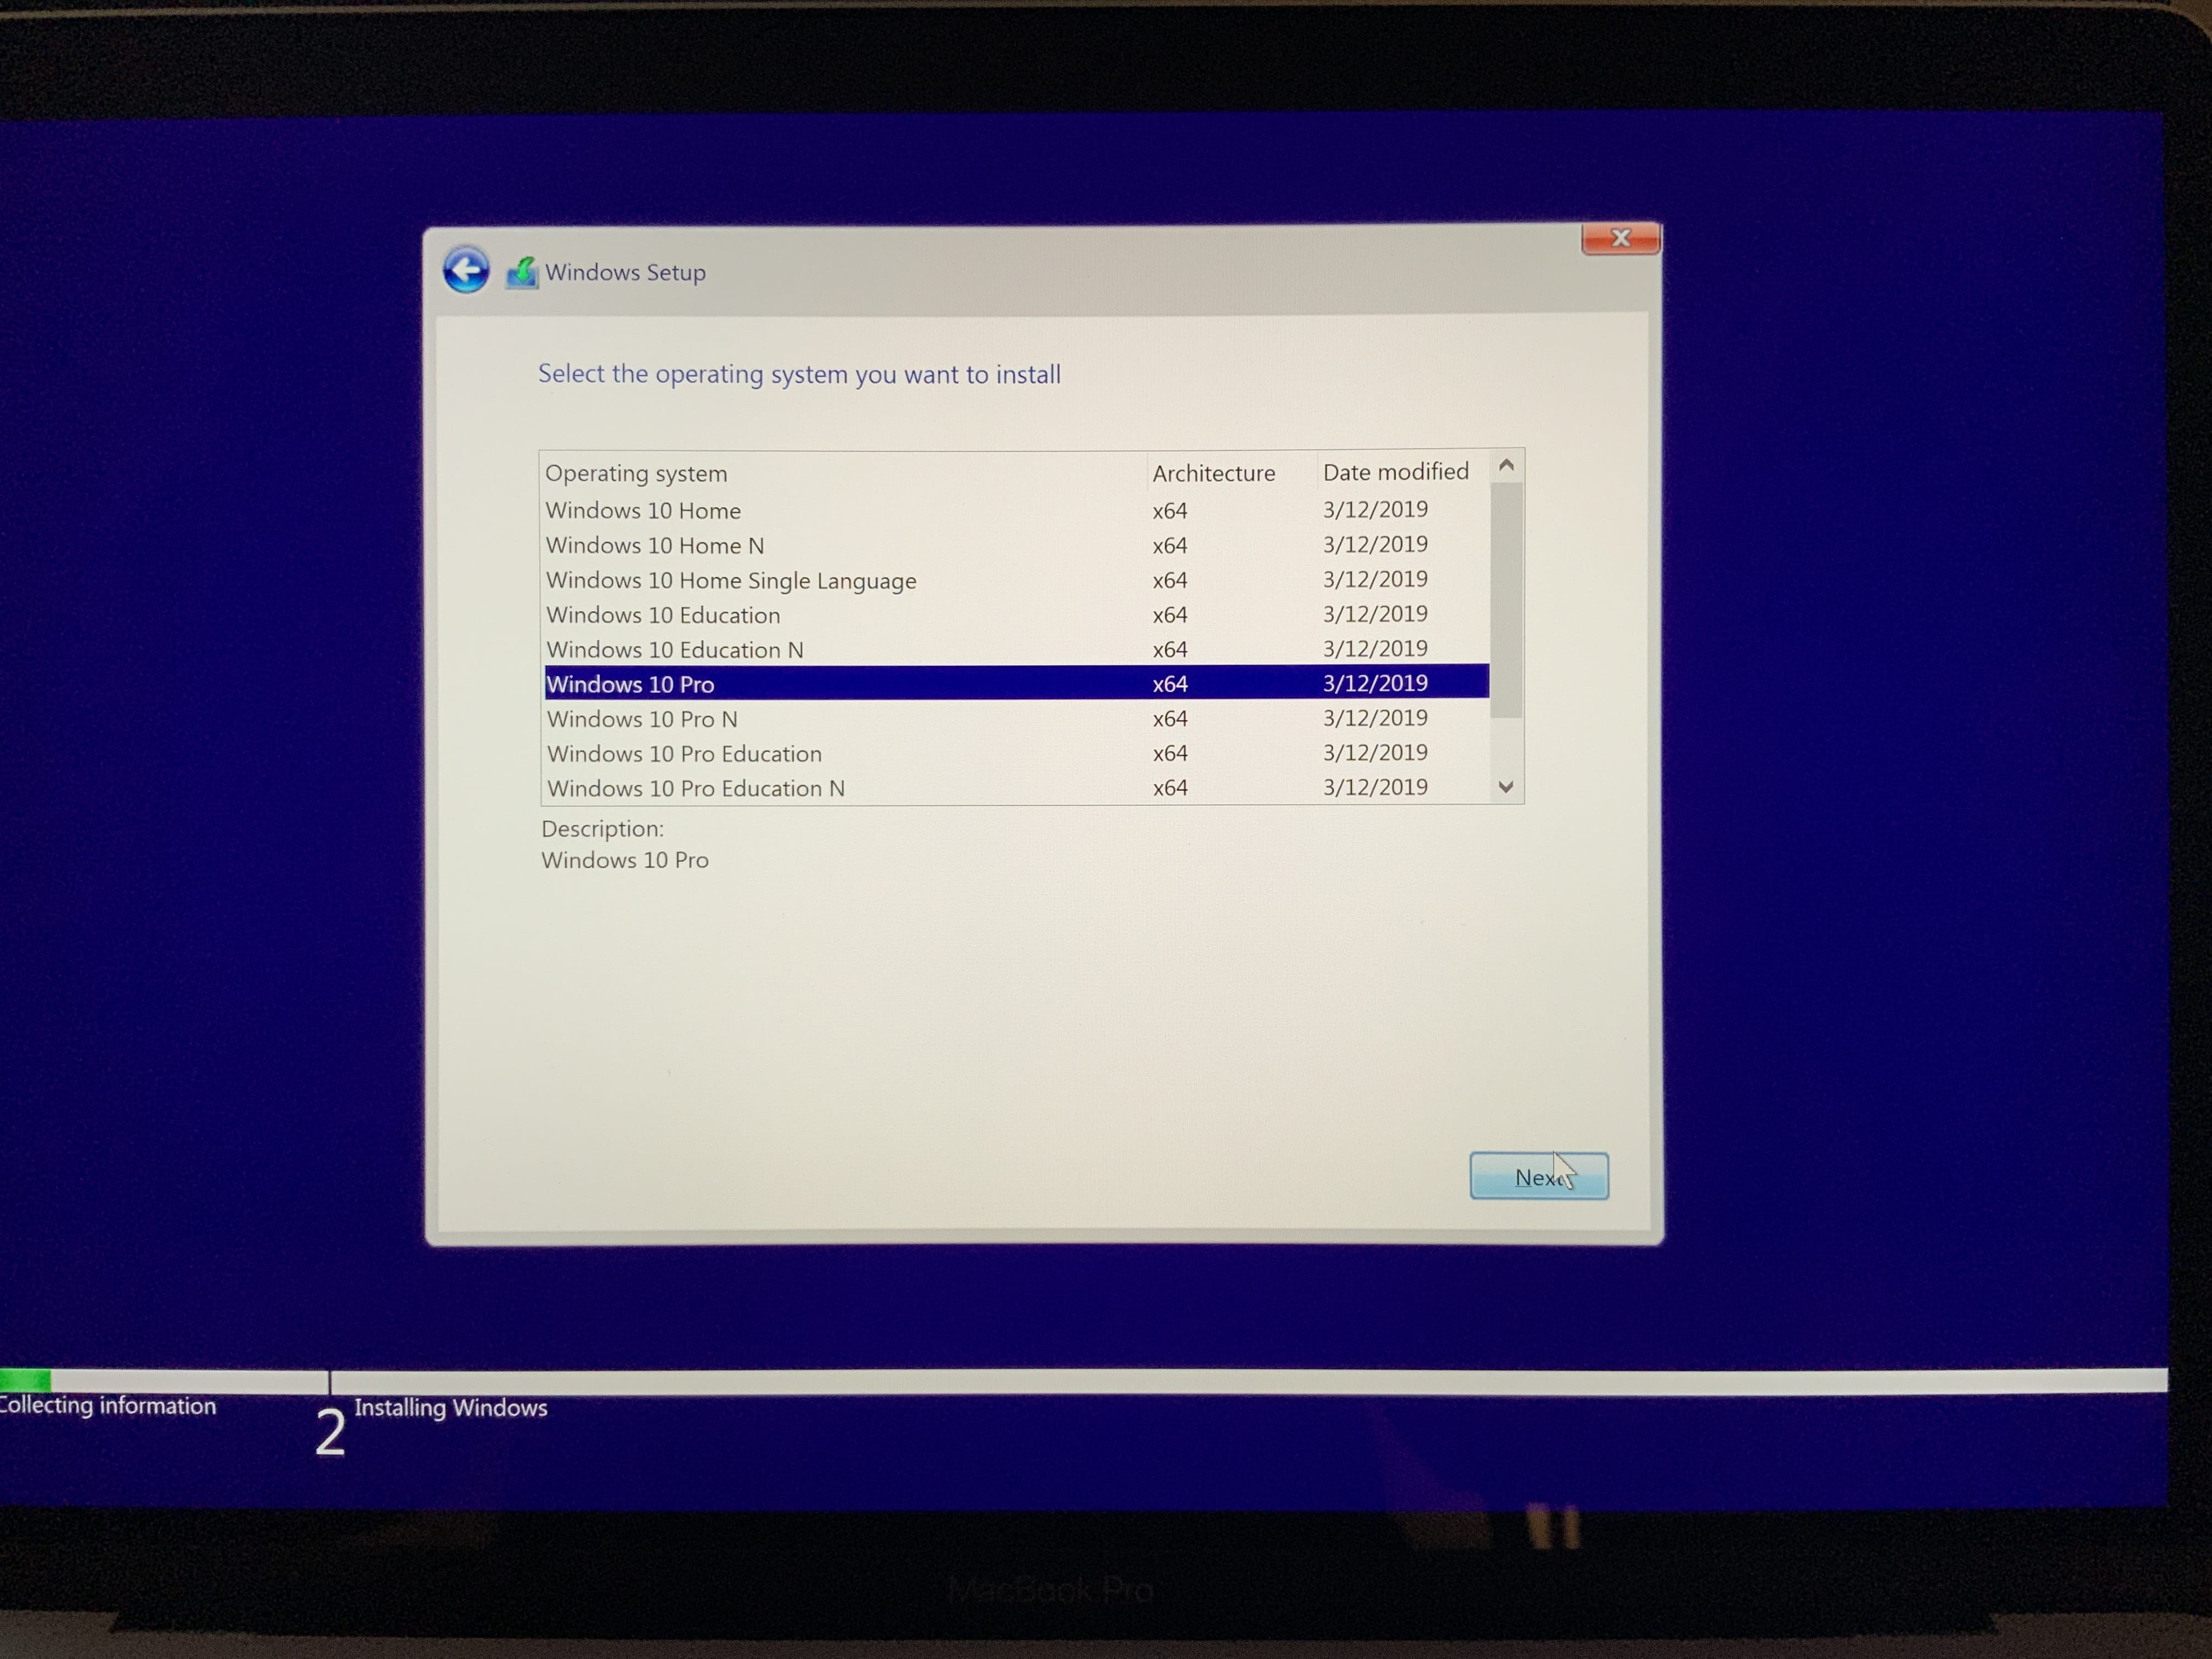 Windows Setup
Select the operating system you want to install
Operating system Architecture Date modified
Windows 10 Home x64 3/12/2019
Windows 10 Home N x64 3/12/2019
Windows 10 Home Single Language x64 3/12/2019
Windows 10 Education x64 3/12/2019
Windows 10 Education N x64 3/12/2019
Windows 10 Pro x64 3/12/2019
Windows 10 Pro N x64 3/12/2019
Windows 10 Pro Education x64 3/12/2019
Windows 10 Pro Education N x64 3/12/2019
Description:
Windows 10 Pro
Next
Collecting information
2 Installing Windows
MacBook Pro